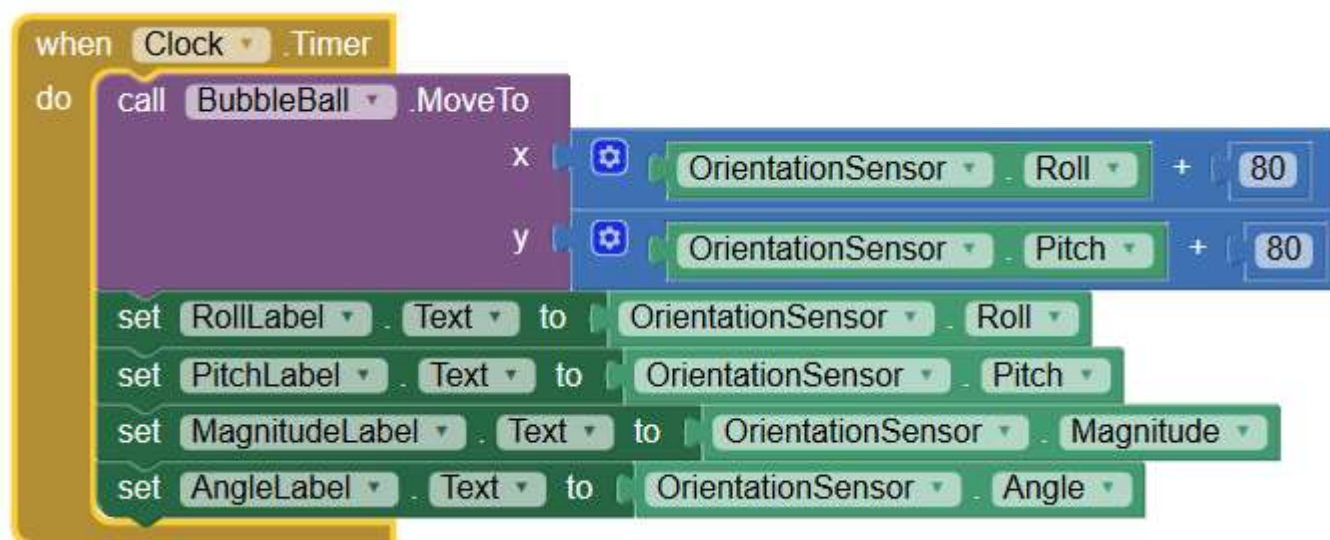 when Clock .Timer
do call BubbleBall .MoveTo
x OrientationSensor . Roll + 80
y OrientationSensor . Pitch + 80
set RollLabel . Text to OrientationSensor . Roll
set PitchLabel . Text to OrientationSensor . Pitch
set MagnitudeLabel . Text to OrientationSensor . Magnitude
set AngleLabel . Text to OrientationSensor . Angle